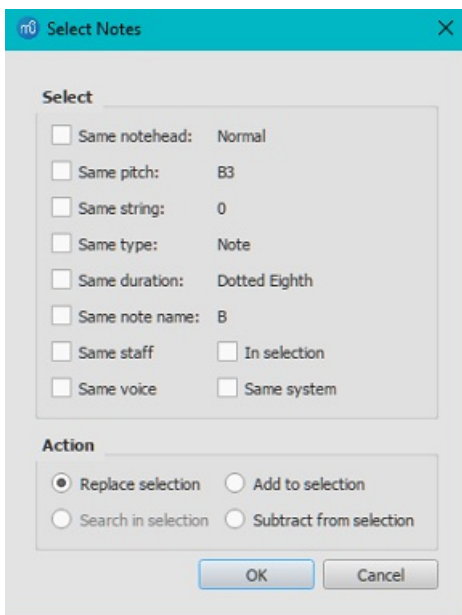 Select Notes
Select
Same notehead: Normal
Same pitch: B3
Same string: 0
Same type: Note
Same duration: Dotted Eighth
Same note name: B
Same staff In selection
Same voice Same system
Action
Replace selection Add to selection
Search in selection Subtract from selection
OK Cancel